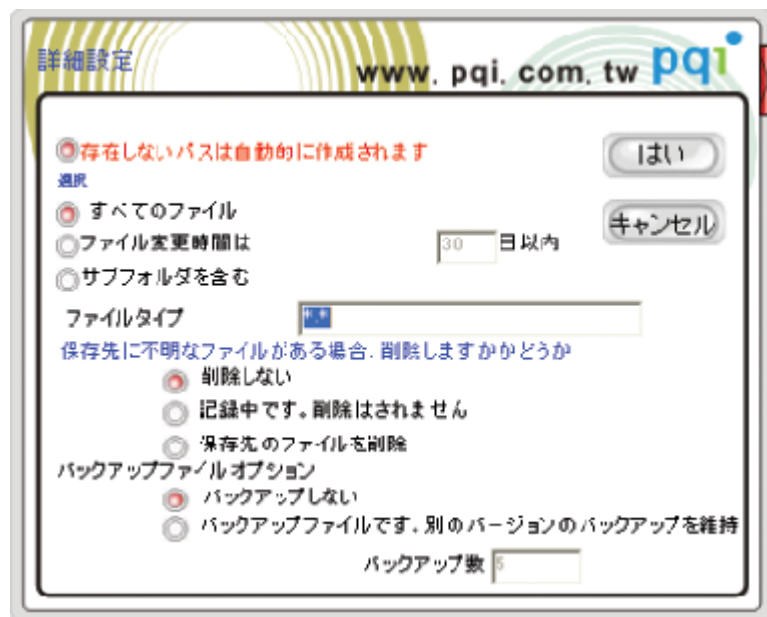 詳細設定
www. pqi. com. tw pqi
存在しないパスは自動的に作成されます
はい
選択
すべてのファイル
キャンセル
ファイル変更時間は 30 日以内
サブフォルダを含む
ファイルタイプ *.*
保存先に不明なファイルがある場合.削除しますかかどうか
削除しない
記録中です。削除はされません
保存先のファイルを削除
バックアップファイルオプション
バックアップしない
バックアップファイルです、別のバージョンのバックアップを維持
バックアップ数 5